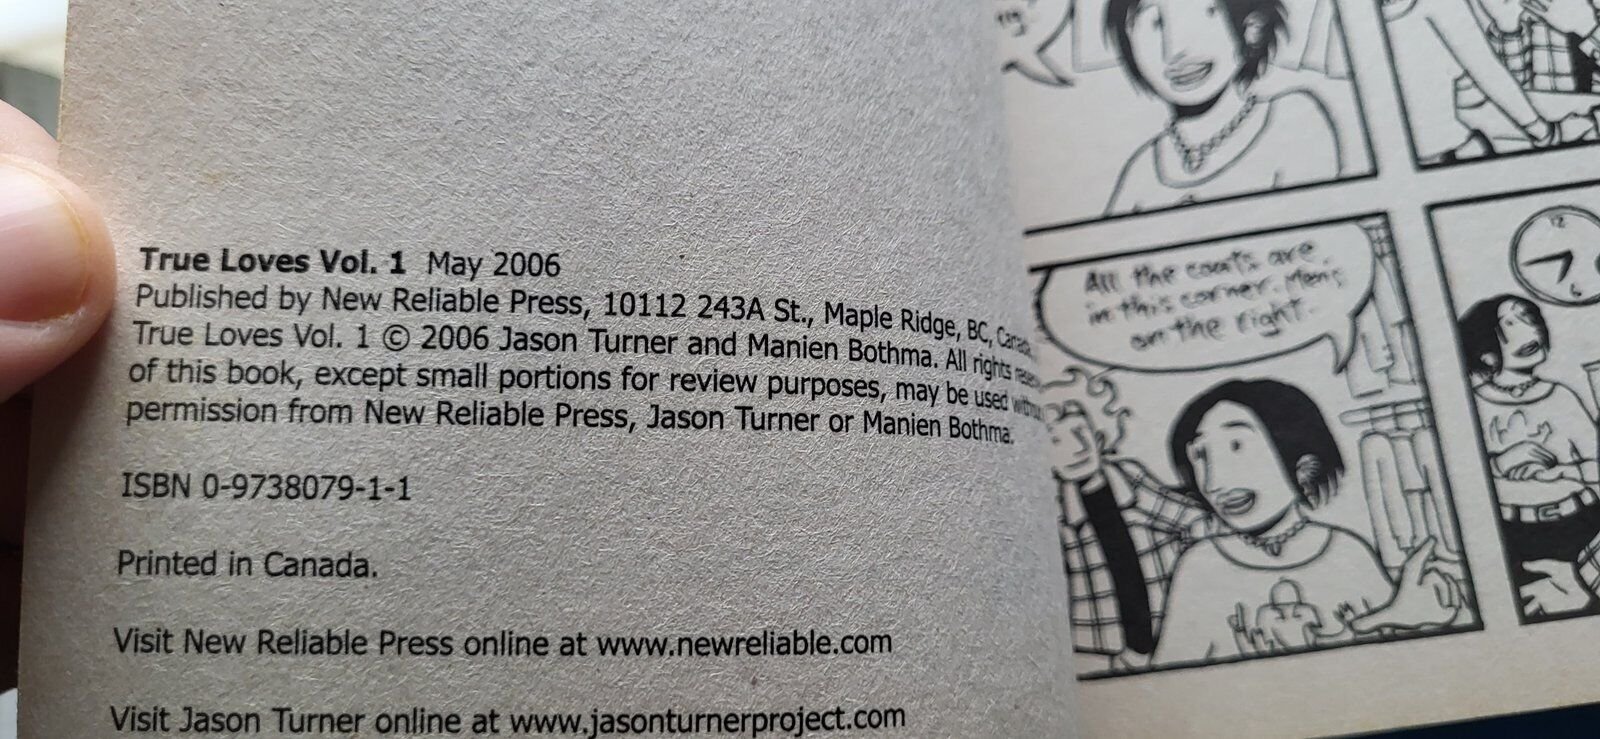 True Loves Vol. 1 May 2006
Published by New Reliable Press, 10112 243A St., Maple Ridge, BC,
True Loves Vol. 1 © 2006 Jason Turner and Manien Bothma. All rights
of this book, except small portions for review purposes, may be used
permission from New Reliable Press, Jason Turner or Manien Bothma.
ISBN 0-9738079-1-1
Printed in Canada.
Visit New Reliable Press online at www.newreliable.com
Visit Jason Turner online at www.jasonturnerproject.com
All the coats are
in this corner. Mens
on the right.
12
6